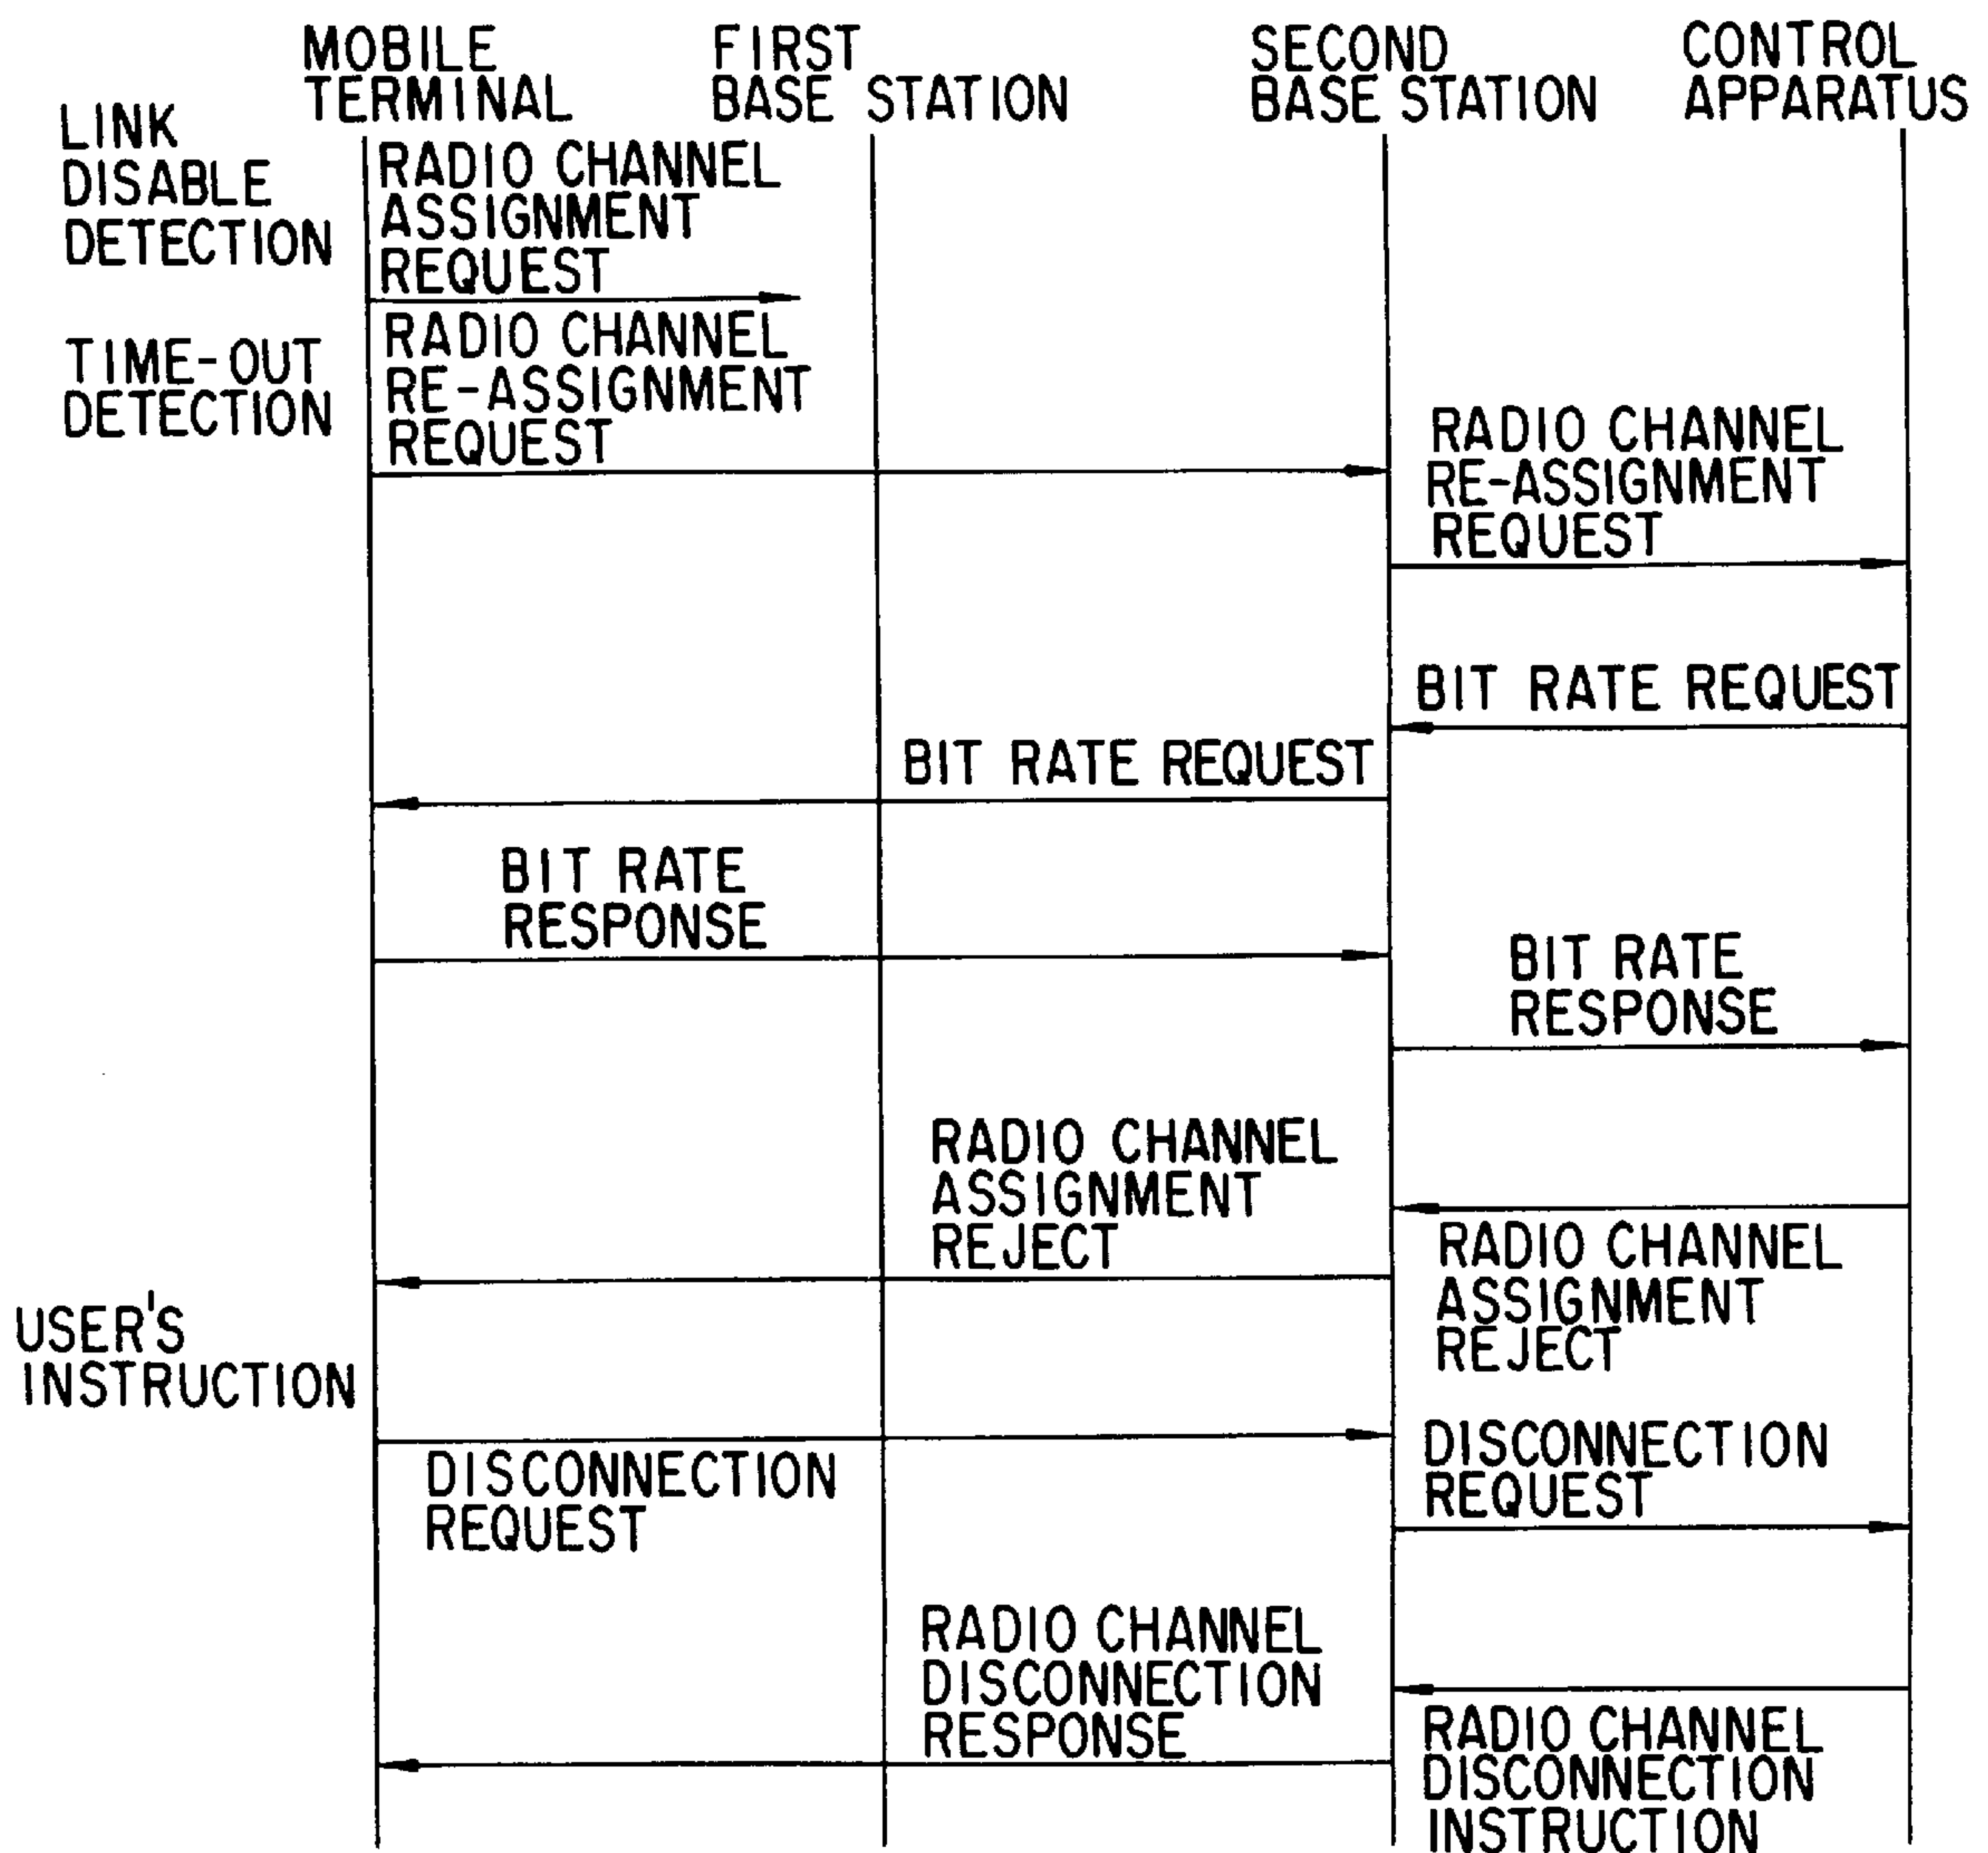 MOBILE
TERMINAL
FIRST
BASE STATION
SECOND
BASE STATION
CONTROL
APPARATUS
LINK
DISABLE
DETECTION
RADIO CHANNEL
ASSIGNMENT
REQUEST
TIME-OUT
DETECTION
RADIO CHANNEL
RE-ASSIGNMENT
REQUEST
RADIO CHANNEL
RE-ASSIGNMENT
REQUEST
BIT RATE REQUEST
BIT RATE REQUEST
BIT RATE
RESPONSE
BIT RATE
RESPONSE
RADIO CHANNEL
ASSIGNMENT
REJECT
RADIO CHANNEL
ASSIGNMENT
REJECT
USER'S
INSTRUCTION
DISCONNECTION
REQUEST
DISCONNECTION
REQUEST
RADIO CHANNEL
DISCONNECTION
RESPONSE
RADIO CHANNEL
DISCONNECTION
INSTRUCTION